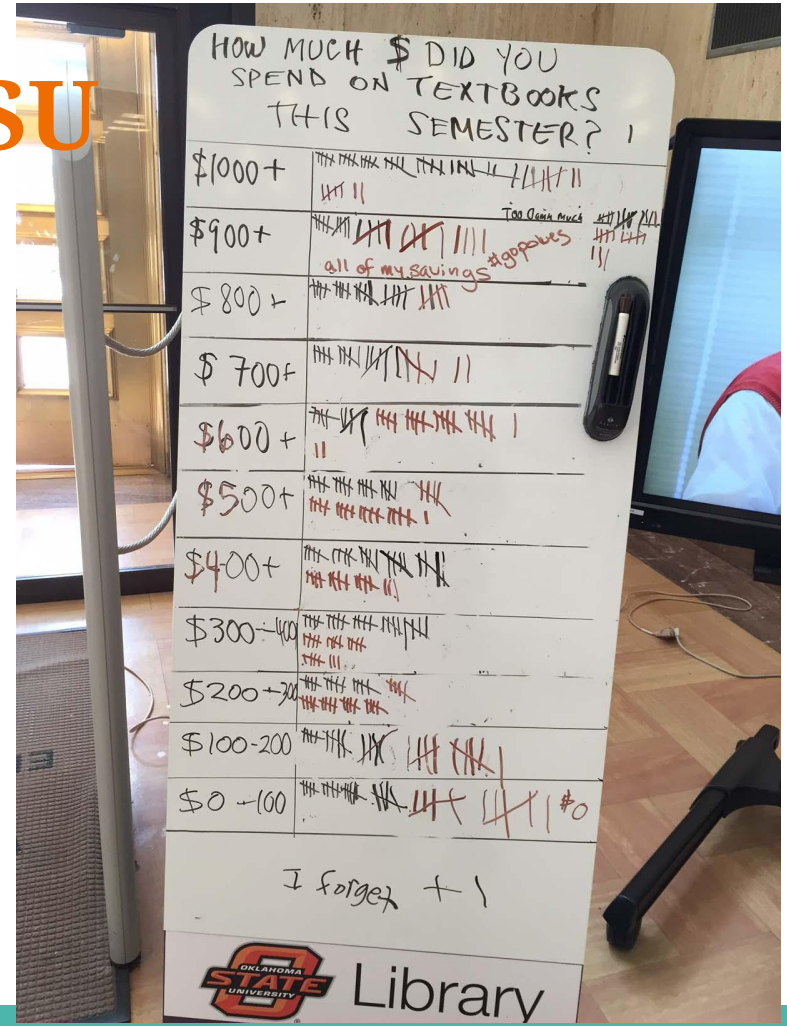 SU
HOW MUCH $ DID YOU
SPEND ON TEXTBOOKS
THIS SEMESTER?
$1000+
Too Damn Much
$900+
all of my savings #gopokes
$800+
$700+
$600+
$500+
$400+
$300-400
$200-300
$100-200
$0-100
$0
I forget +1
OKLAHOMA
STATE
UNIVERSITY
Library